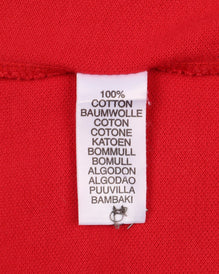 100%
COTTON
BAUMWOLLE
COTON
COTONE
KATOEN
BOMMULL
BOMULL
ALGODON
ALGODAO
PUUVILLA
BAMBAKI